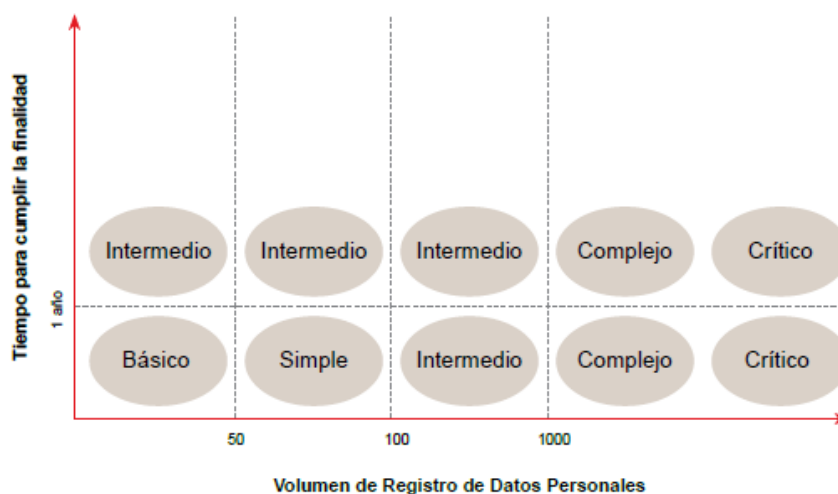 Tiempo para cumplir la finalidad
1 año
Intermedio Intermedio Intermedio Complejo Crítico
Básico Simple Intermedio Complejo Crítico
50 100 1000
Volumen de Registro de Datos Personales